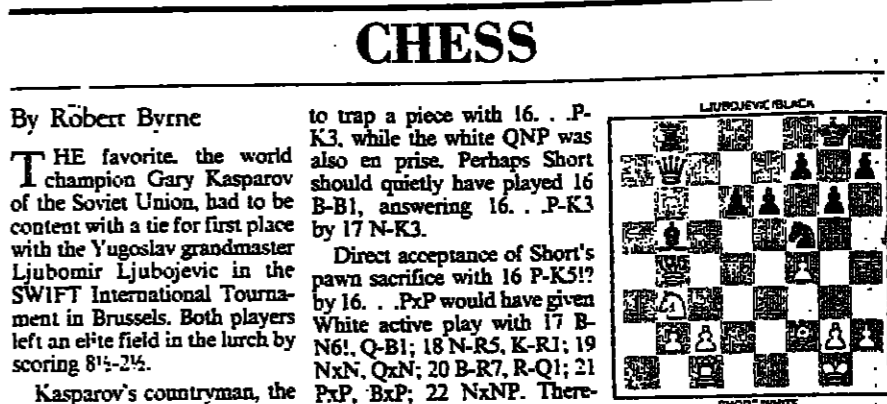 CHESS
By Robert Byrne
THE favorite, the world
champion Gary Kasparov
of the Soviet Union, had to be
content with a tie for first place
with the Yugoslav grandmaster
Ljubomir Ljubojevic in the
SWIFT International Tourna-
ment in Brussels. Both players
left an elite field in the lurch by
scoring 8½-2½.
Kasparov's countryman, the
to trap a piece with 16. . .P-
K3, while the white QNP was
also en prise. Perhaps Short
should quietly have played 16
B-B1, answering 16. . .P-K3
by 17 N-K3.
Direct acceptance of Short's
pawn sacrifice with 16 P-K5!?
by 16. . .PxP would have given
White active play with 17 B-
N6!, Q-B1; 18 N-R5, K-R1; 19
NxN, QxN; 20 B-R7, R-Q1; 21
PxP, BxP; 22 NxNP. There-
LJUBOJEVIC/BLACK
SHORT/WHITE